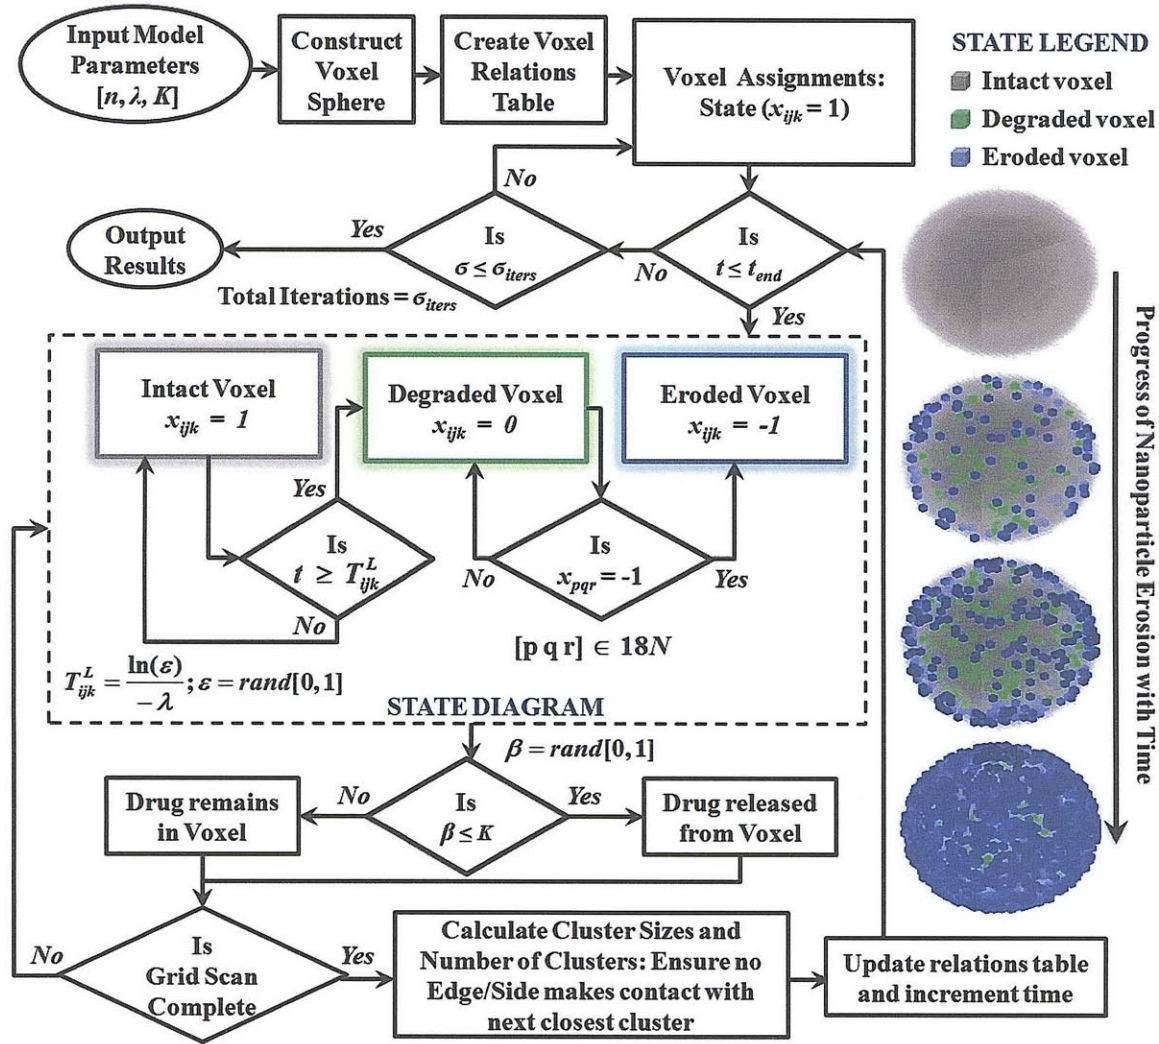 Input Model
Parameters
[n, λ, K]
Construct
Voxel
Sphere
Create Voxel
Relations
Table
Voxel Assignments:
State (x_ijk = 1)
STATE LEGEND
Intact voxel
Degraded voxel
Eroded voxel
No
Yes
Output
Results
Is
σ ≤ σ_iters
Total Iterations = σ_iters
No
Is
t ≤ t_end
Yes
Intact Voxel
x_ijk = 1
Degraded Voxel
x_ijk = 0
Eroded Voxel
x_ijk = -1
Yes
Is
t ≥ T^L_ijk
No
No
Is
x_pqr = -1
Yes
[p q r] ∈ 18N
T^L_ijk = ln(ε) / -λ ; ε = rand[0, 1]
STATE DIAGRAM
β = rand[0, 1]
Drug remains
in Voxel
No
Is
β ≤ K
Yes
Drug released
from Voxel
No
Is
Grid Scan
Complete
Yes
Calculate Cluster Sizes and
Number of Clusters: Ensure no
Edge/Side makes contact with
next closest cluster
Update relations table
and increment time
Progress of Nanoparticle Erosion with Time